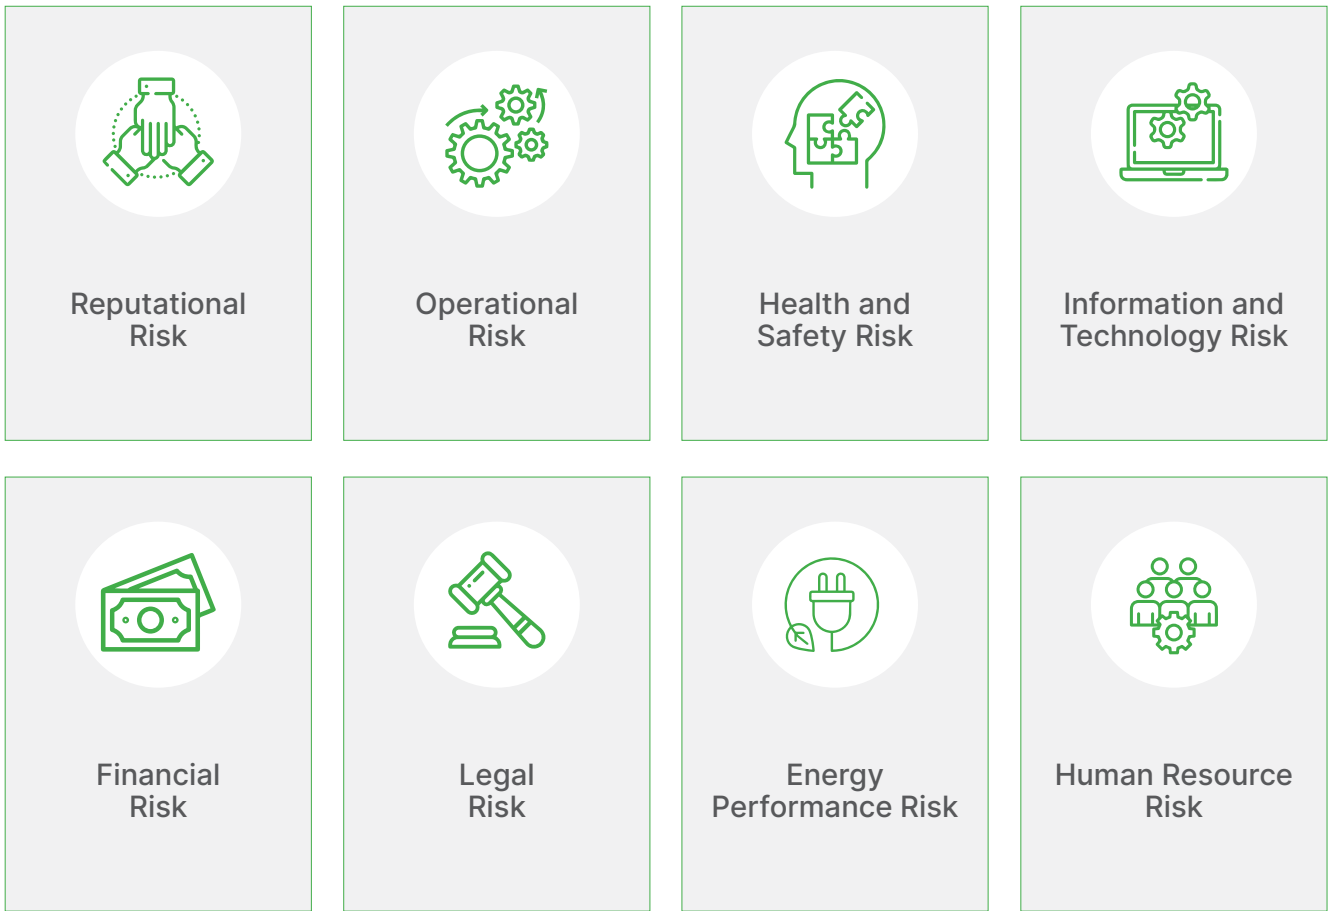 Reputational
Risk
Operational
Risk
Health and
Safety Risk
Information and
Technology Risk
Financial
Risk
Legal
Risk
Energy
Performance Risk
Human Resource
Risk